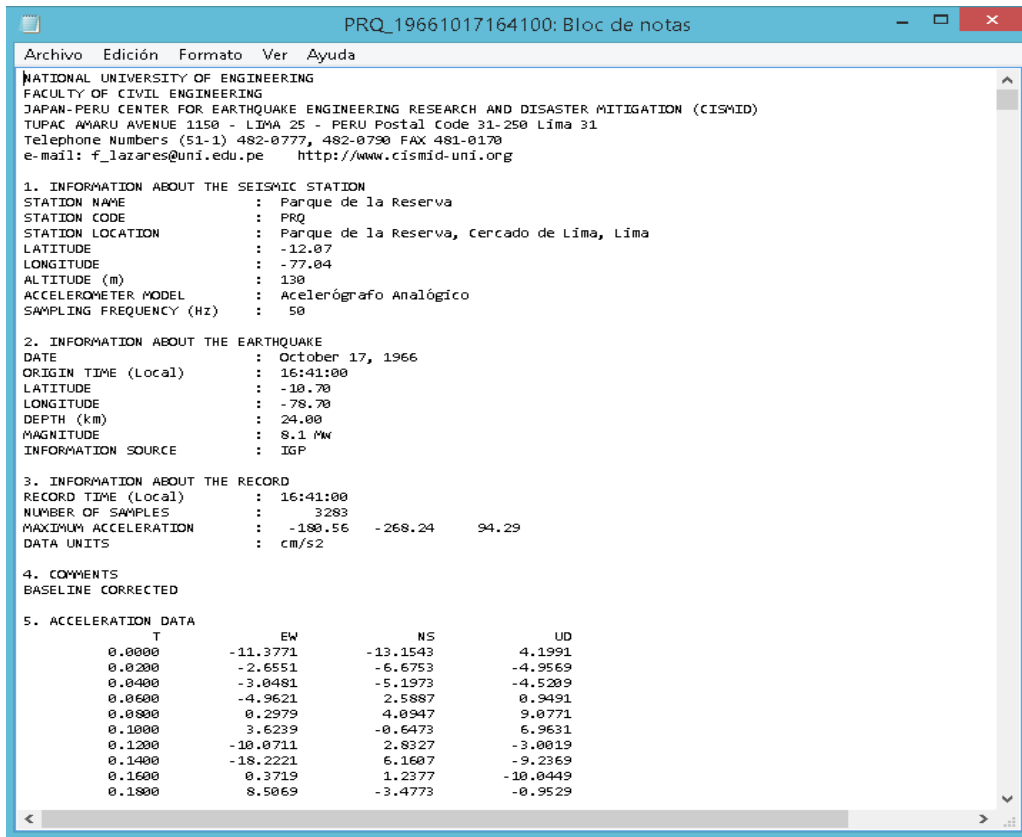 PRQ_19661017164100: Bloc de notas
Archivo Edición Formato Ver Ayuda
NATIONAL UNIVERSITY OF ENGINEERING
FACULTY OF CIVIL ENGINEERING
JAPAN-PERU CENTER FOR EARTHQUAKE ENGINEERING RESEARCH AND DISASTER MITIGATION (CISMID)
TUPAC AMARU AVENUE 1150 - LIMA 25 - PERU Postal Code 31-250 Lima 31
Telephone Numbers (51-1) 482-0777, 482-0790 FAX 481-0170
e-mail: f_lazares@uni.edu.pe http://www.cismid-uni.org
1. INFORMATION ABOUT THE SEISMIC STATION
STATION NAME : Parque de la Reserva
STATION CODE : PRQ
STATION LOCATION : Parque de la Reserva, Cercado de Lima, Lima
LATITUDE : -12.07
LONGITUDE : -77.04
ALTITUDE (m) : 130
ACCELEROMETER MODEL : Acelerógrafo Analógico
SAMPLING FREQUENCY (Hz) : 50
2. INFORMATION ABOUT THE EARTHQUAKE
DATE : October 17, 1966
ORIGIN TIME (Local) : 16:41:00
LATITUDE : -10.70
LONGITUDE : -78.70
DEPTH (km) : 24.00
MAGNITUDE : 8.1 Mw
INFORMATION SOURCE : IGP
3. INFORMATION ABOUT THE RECORD
RECORD TIME (Local) : 16:41:00
NUMBER OF SAMPLES : 3283
MAXIMUM ACCELERATION : -180.56 -268.24 94.29
DATA UNITS : cm/s2
4. COMMENTS
BASELINE CORRECTED
5. ACCELERATION DATA
T EW NS UD
0.0000 -11.3771 -13.1543 4.1991
0.0200 -2.6551 -6.6753 -4.9569
0.0400 -3.0481 -5.1973 -4.5209
0.0600 -4.9621 2.5887 0.9491
0.0800 0.2979 4.0947 9.0771
0.1000 3.6239 -0.6473 6.9631
0.1200 -10.0711 2.8327 -3.0019
0.1400 -18.2221 6.1607 -9.2369
0.1600 0.3719 1.2377 -10.0449
0.1800 8.5069 -3.4773 -0.9529